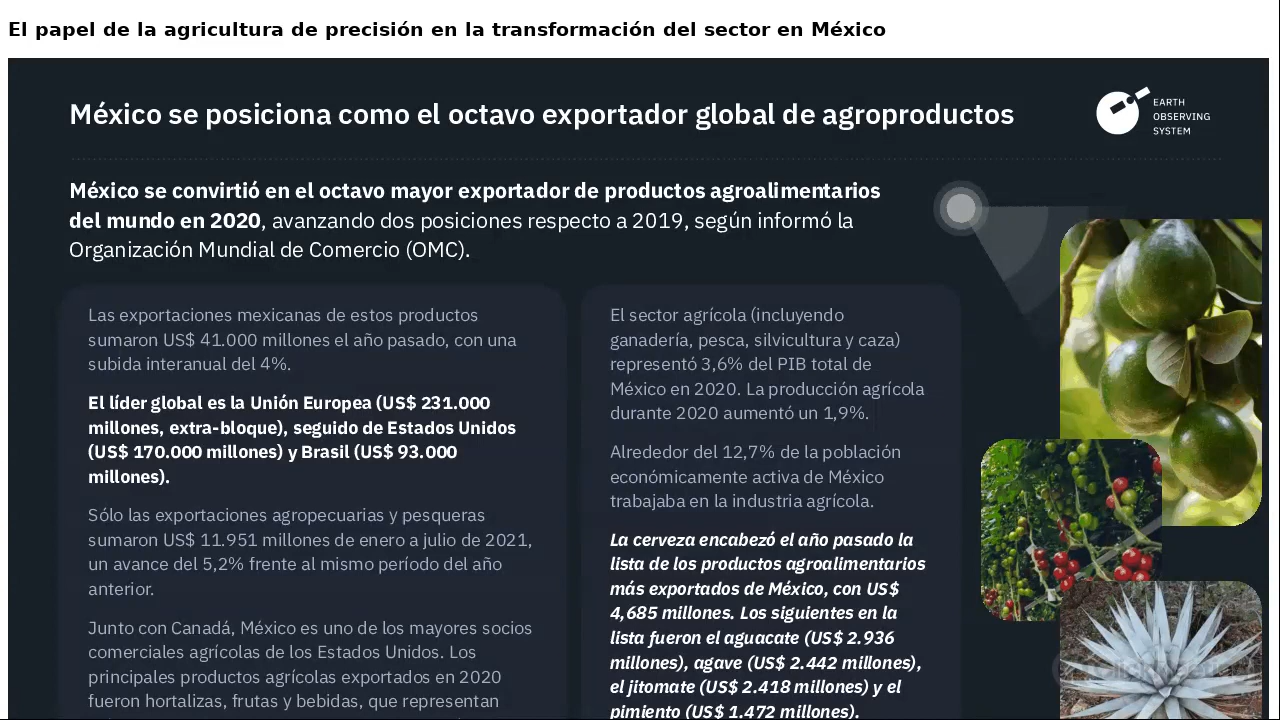 El papel de la agricultura de precisión en la transformación del sector en México
México se posiciona como el octavo exportador global de agroproductos
EARTH
OBSERVING
SYSTEM
México se convirtió en el octavo mayor exportador de productos agroalimentarios
del mundo en 2020, avanzando dos posiciones respecto a 2019, según informó la
Organización Mundial de Comercio (OMC).
Las exportaciones mexicanas de estos productos
sumaron US$ 41.000 millones el año pasado, con una
subida interanual del 4%.
El líder global es la Unión Europea (US$ 231.000
millones, extra-bloque), seguido de Estados Unidos
(US$ 170.000 millones) y Brasil (US$ 93.000
millones).
Sólo las exportaciones agropecuarias y pesqueras
sumaron US$ 11.951 millones de enero a julio de 2021,
un avance del 5,2% frente al mismo período del año
anterior.
Junto con Canadá, México es uno de los mayores socios
comerciales agrícolas de los Estados Unidos. Los
principales productos agrícolas exportados en 2020
fueron hortalizas, frutas y bebidas, que representan
El sector agrícola (incluyendo
ganadería, pesca, silvicultura y caza)
representó 3,6% del PIB total de
México en 2020. La producción agrícola
durante 2020 aumentó un 1,9%.
Alrededor del 12,7% de la población
económicamente activa de México
trabajaba en la industria agrícola.
La cerveza encabezó el año pasado la
lista de los productos agroalimentarios
más exportados de México, con US$
4,685 millones. Los siguientes en la
lista fueron el aguacate (US$ 2.936
millones), agave (US$ 2.442 millones),
el jitomate (US$ 2.418 millones) y el
pimiento (US$ 1.472 millones).